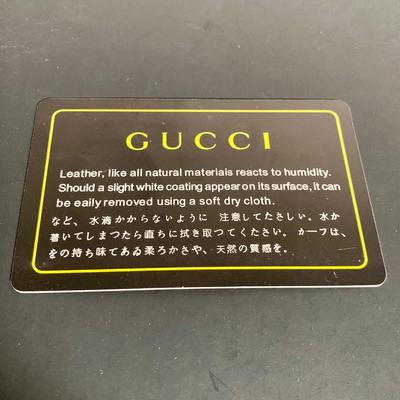 GUCCI
Leather, like all natural materiais reacts to humidity.
Should a slight white coating appear on its surface, it can
be eaily removed using a soft dry cloth.
など、水滴かからないように 注意してたさしい。水か
着いてしまつたら直ちに拭き取つてください。カーフは、
をの持ち味てある柔ろかさや、天然の質感を。